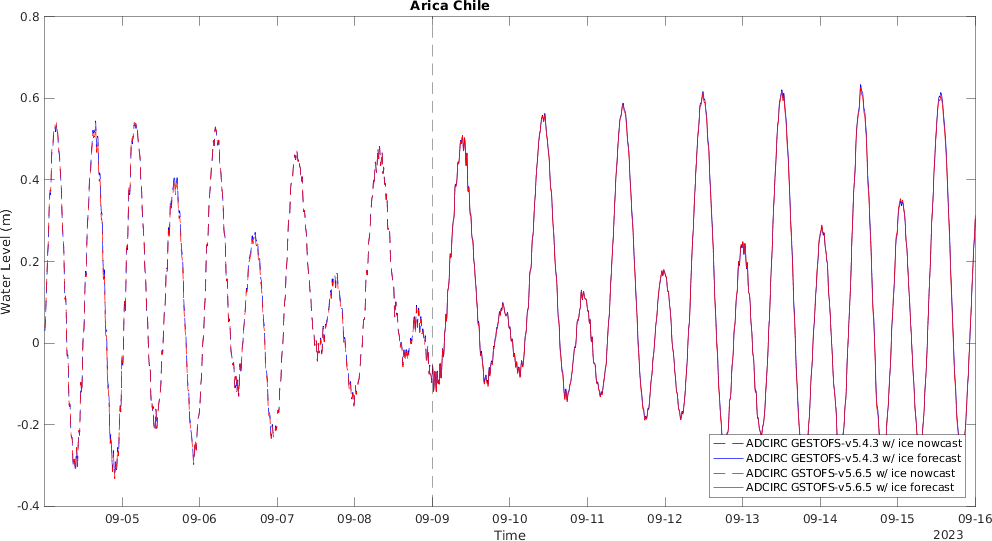 Arica Chile
0.8
0.6
0.4
0.2
0
-0.2
-0.4
Water Level (m)
ADCIRC GESTOFS-v5.4.3 w/ ice nowcast
ADCIRC GESTOFS-v5.4.3 w/ ice forecast
ADCIRC GSTOFS-v5.6.5 w/ ice nowcast
ADCIRC GSTOFS-v5.6.5 w/ ice forecast
09-05 09-06 09-07 09-08 09-09 09-10 09-11 09-12 09-13 09-14 09-15 09-16
Time
2023